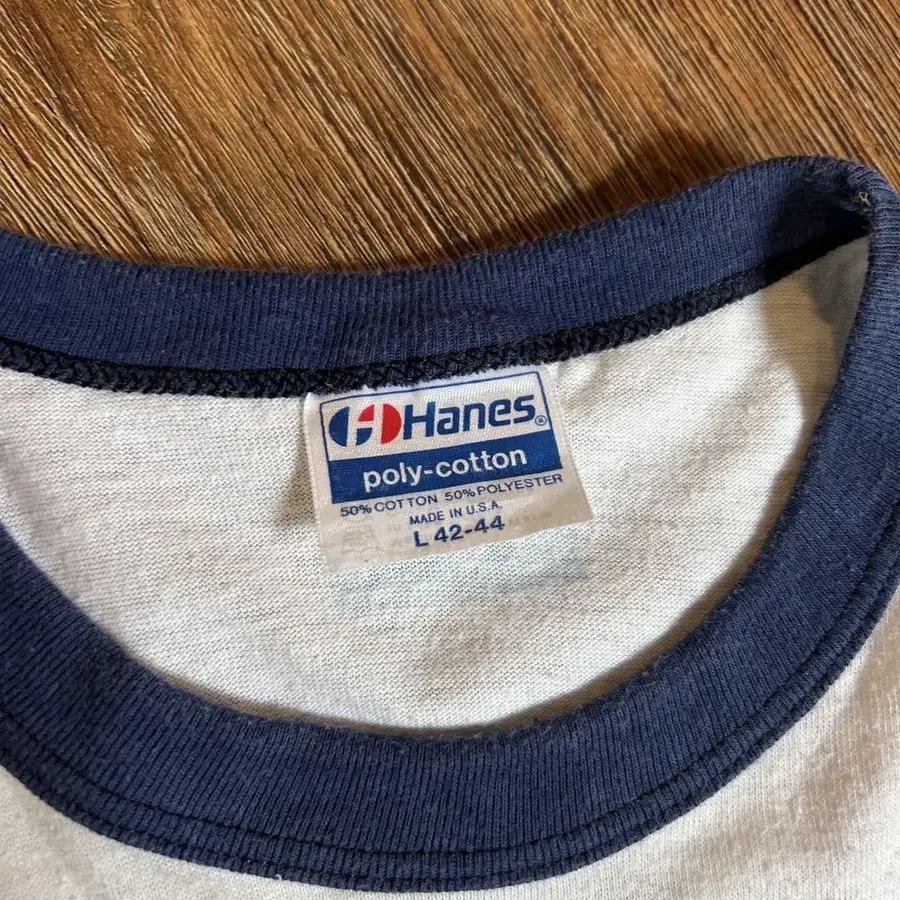 Hanes®
poly-cotton
50% COTTON 50% POLYESTER
MADE IN U.S.A.
L 42-44